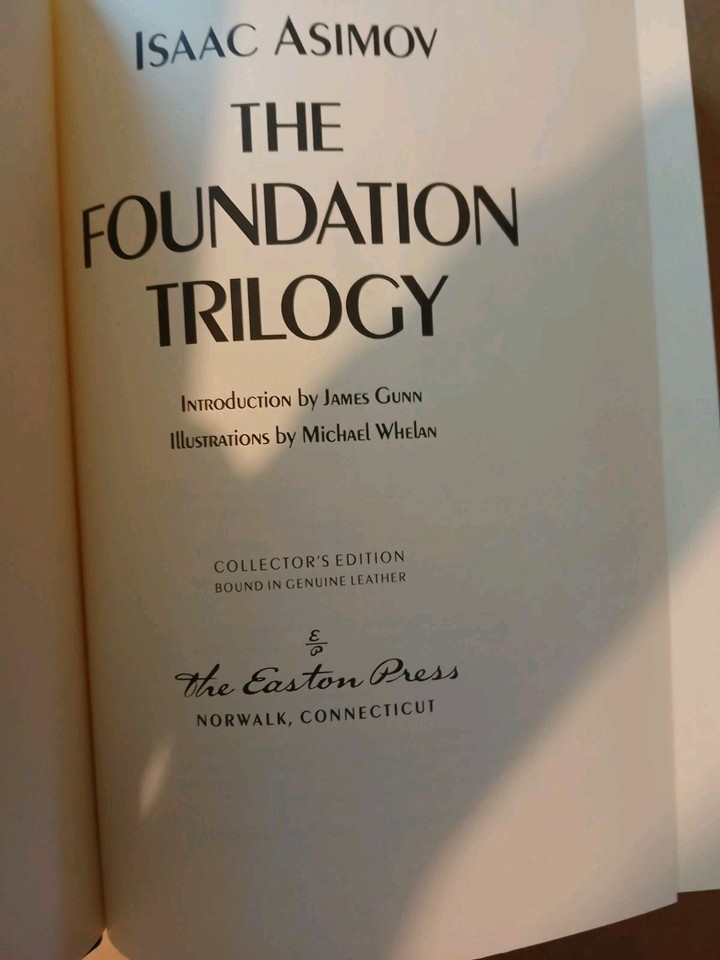 Isaac Asimov
THE
FOUNDATION
TRILOGY
Introduction by James Gunn
Illustrations by Michael Whelan
COLLECTOR'S EDITION
BOUND IN GENUINE LEATHER
E
P
the Easton Press
NORWALK, CONNECTICUT